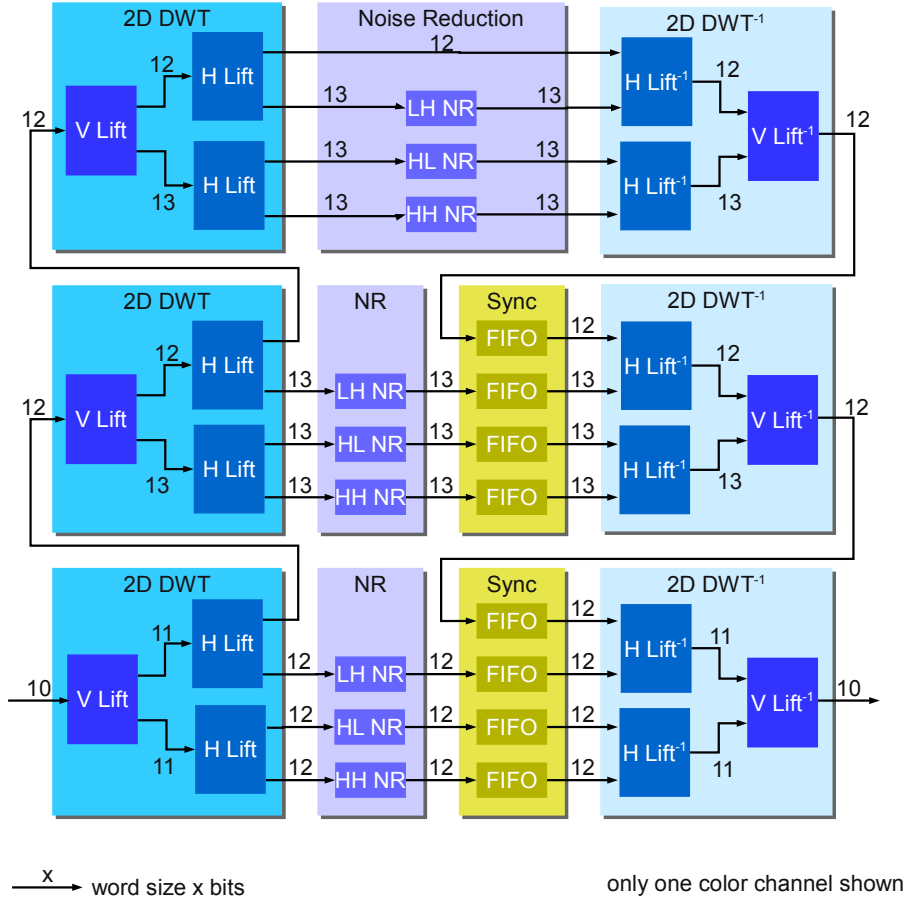 2D DWT
Noise Reduction
2D DWT-1
12
V Lift
12
13
H Lift
H Lift
12
13
13
13
LH NR
HL NR
HH NR
13
13
13
H Lift-1
H Lift-1
12
13
V Lift-1
12
2D DWT
NR
Sync
2D DWT-1
12
V Lift
12
13
H Lift
H Lift
13
13
13
LH NR
HL NR
HH NR
13
13
13
FIFO
FIFO
FIFO
FIFO
12
13
13
13
H Lift-1
H Lift-1
12
13
V Lift-1
12
2D DWT
NR
Sync
2D DWT-1
10
V Lift
11
11
H Lift
H Lift
12
12
12
LH NR
HL NR
HH NR
12
12
12
FIFO
FIFO
FIFO
FIFO
12
12
12
12
H Lift-1
H Lift-1
11
11
V Lift-1
10
x
word size x bits
only one color channel shown